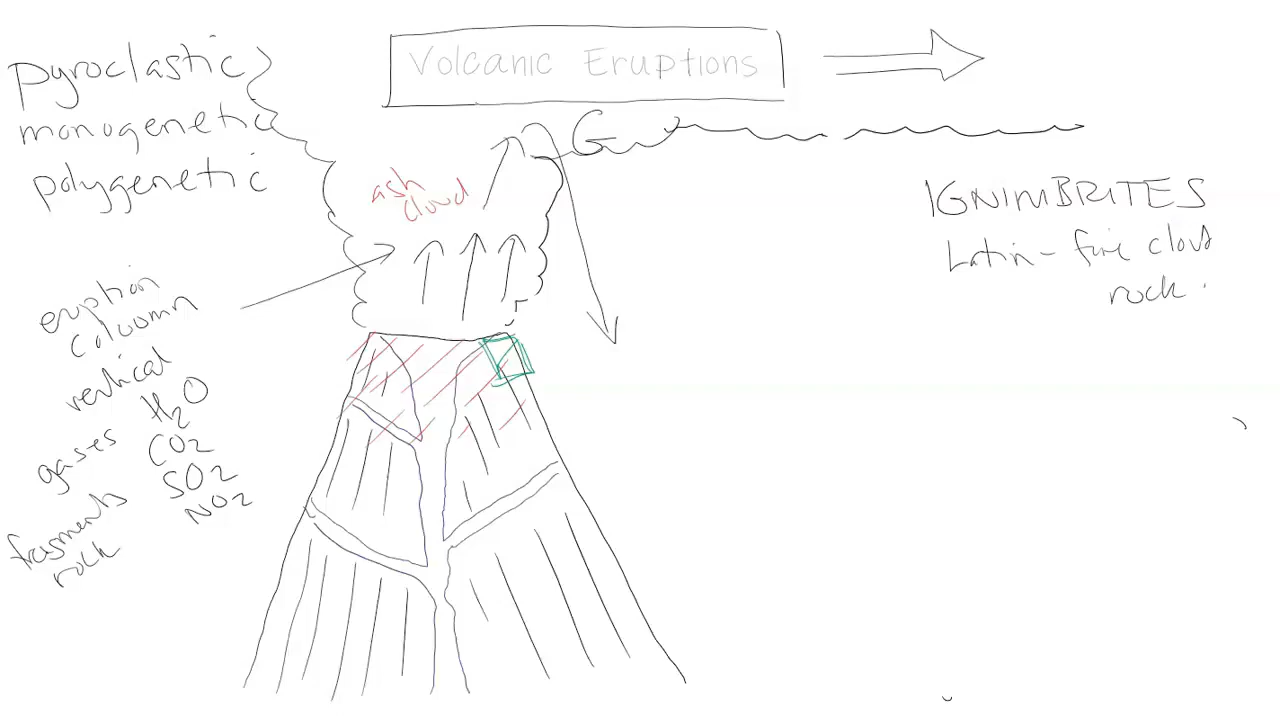 Volcanic Eruptions
pyroclastic
monogenetic
polygenetic
ash
cloud
IGNIMBRITES
Latin - fire cloud
rock.
eruption
coloumn
vertical
gases H2O
CO2
SO2
NO2
fragments
rock